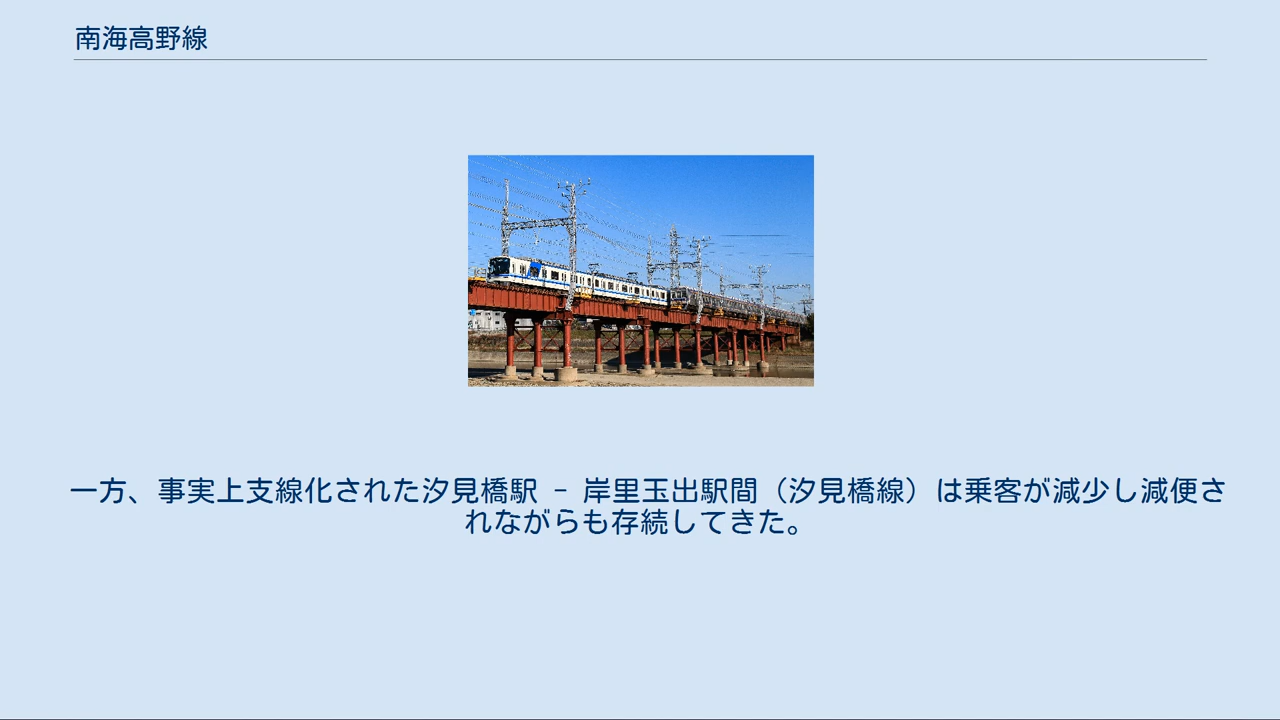 南海高野線
一方、事実上支線化された汐見橋駅 - 岸里玉出駅間（汐見橋線）は乗客が減少し減便さ
れながらも存続してきた。